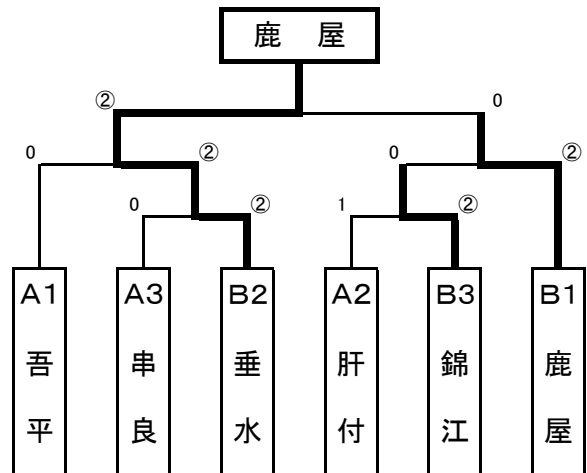 鹿 屋
② 0
0 ② 0 ②
0 ② 1 ②
A1 A3 B2 A2 B3 B1
吾平
串良
垂水
肝付
錦江
鹿屋